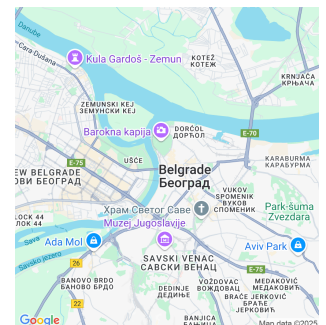 Danube
Cara Dušana
Kula Gardoš - Zemun
КОТЕŽ
КОТЕЖ
KRNJAČA
КРЊАЧА
ZEMUNSKI KEJ
ЗЕМУНСКИ КЕЈ
Barokna kapija
DORĆOL
ДОРЋОЛ
E-70
E-75
UŠĆE
УШЋЕ
KARABURMA
КАРАБУРМА
EW BELGRADE
ОВИ БЕОГРАД
Belgrade
Београд
VUKOV
SPOMENIK
ВУКОВ
СПОМЕНИК
LOCK 44
ЛОК 44
Храм Светог Саве
Muzej Jugoslavije
Park-šuma
Zvezdara
Sava
Ada Mol
Savsko jezero
Aviv Park
26
SAVSKI VENAC
САВСКИ ВЕНАЦ
E-75
BANOVO BRDO
БАНОВО БРДО
DEDINJE
ДЕДИЊЕ
VOŽDOVAC
ВОЖДОВАЦ
MEDAKOVIĆ
МЕДАКОВИЋ
BRAĆE JERKOVIĆ
БРАЋЕ
ЈЕРКОВИЋ
22
BANJICA
БАЊИЦА
Google
Map data ©2025